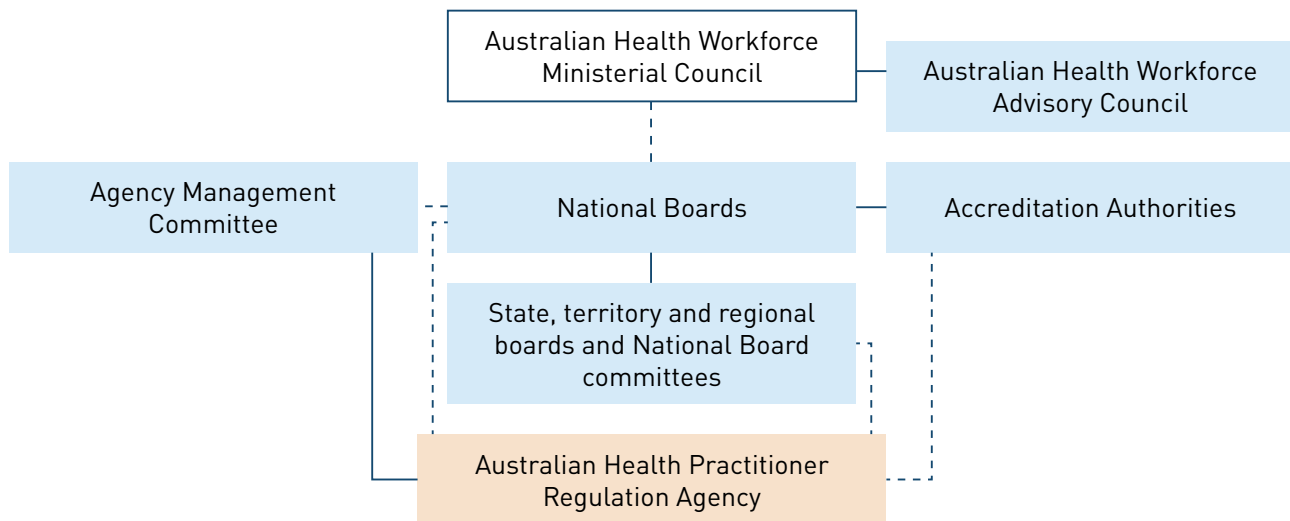 Australian Health Workforce
Ministerial Council
Australian Health Workforce
Advisory Council
Agency Management
Committee
National Boards
Accreditation Authorities
State, territory and regional
boards and National Board
committees
Australian Health Practitioner
Regulation Agency